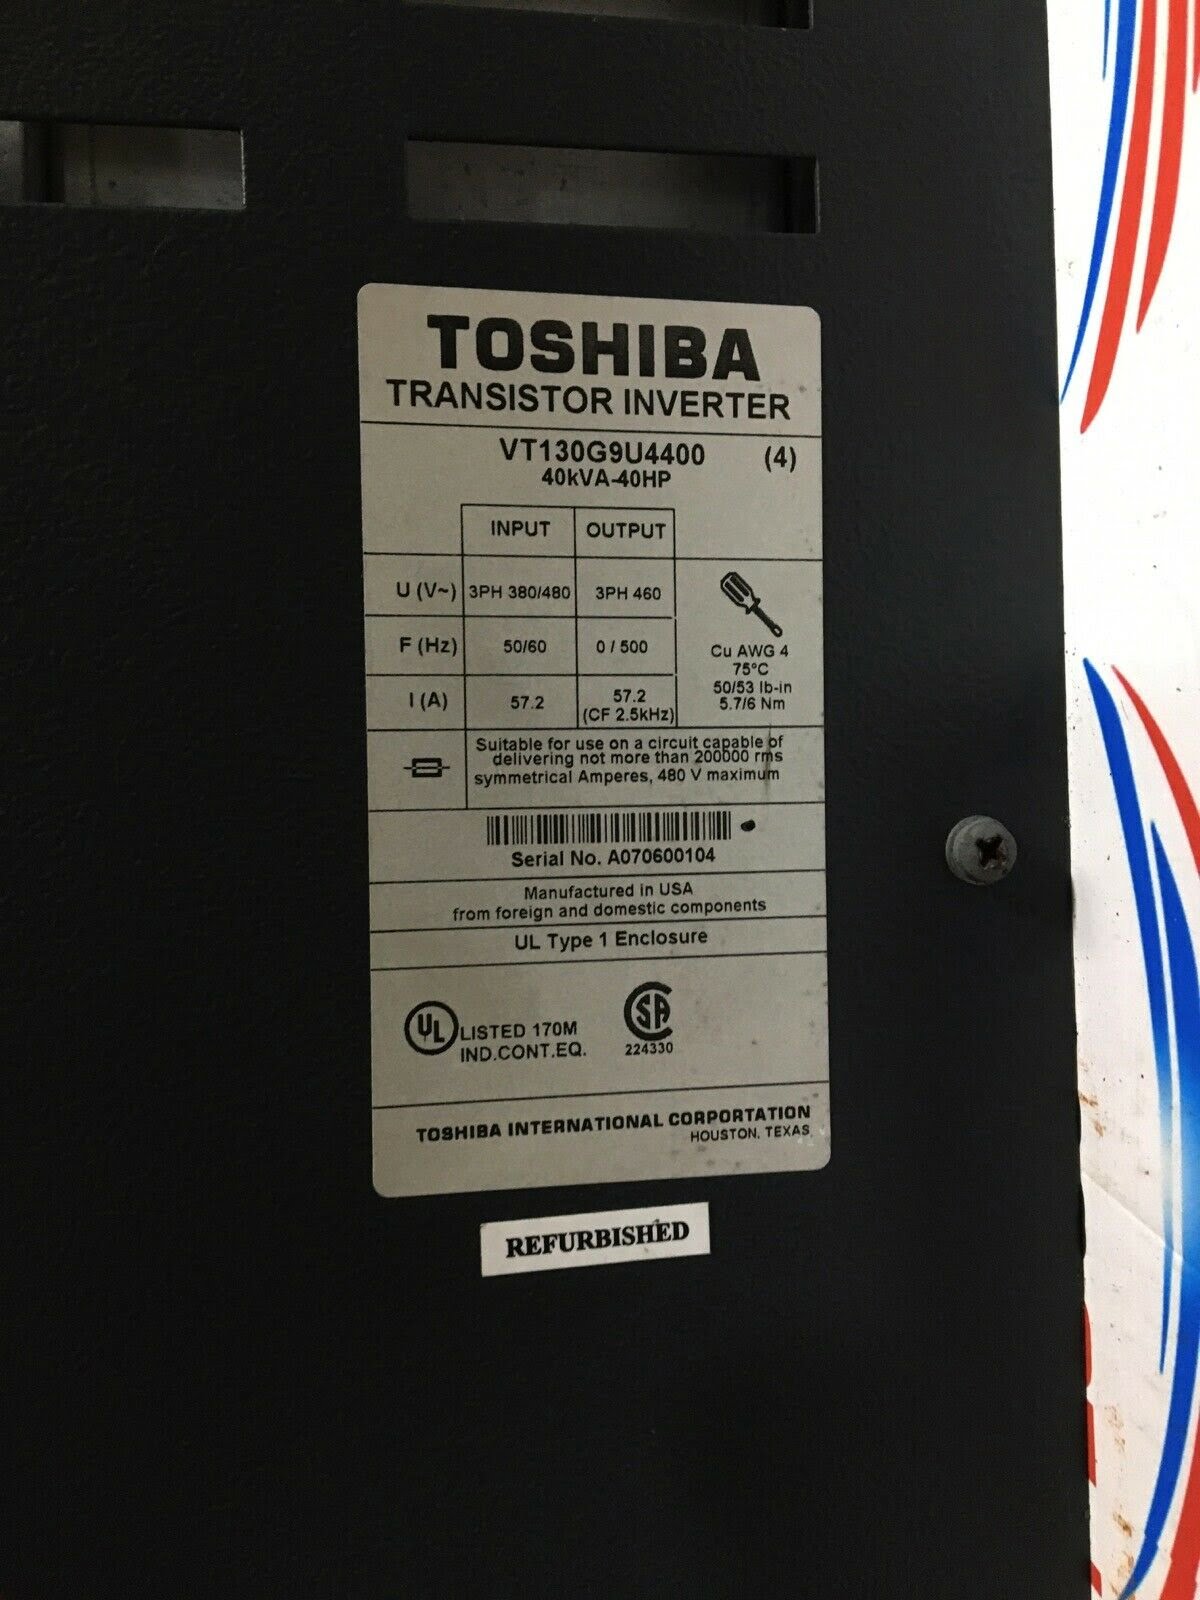 TOSHIBA
TRANSISTOR INVERTER
VT130G9U4400 (4)
40kVA-40HP
INPUT OUTPUT
U (V~) 3PH 380/480 3PH 460
F (Hz) 50/60 0 / 500
I (A) 57.2 57.2
(CF 2.5kHz)
Cu AWG 4
75°C
50/53 lb-in
5.7/6 Nm
Suitable for use on a circuit capable of
delivering not more than 200000 rms
symmetrical Amperes, 480 V maximum
Serial No. A070600104
Manufactured in USA
from foreign and domestic components
UL Type 1 Enclosure
UL LISTED 170M
IND.CONT.EQ.
SA
224330
TOSHIBA INTERNATIONAL CORPORTATION
HOUSTON, TEXAS
REFURBISHED